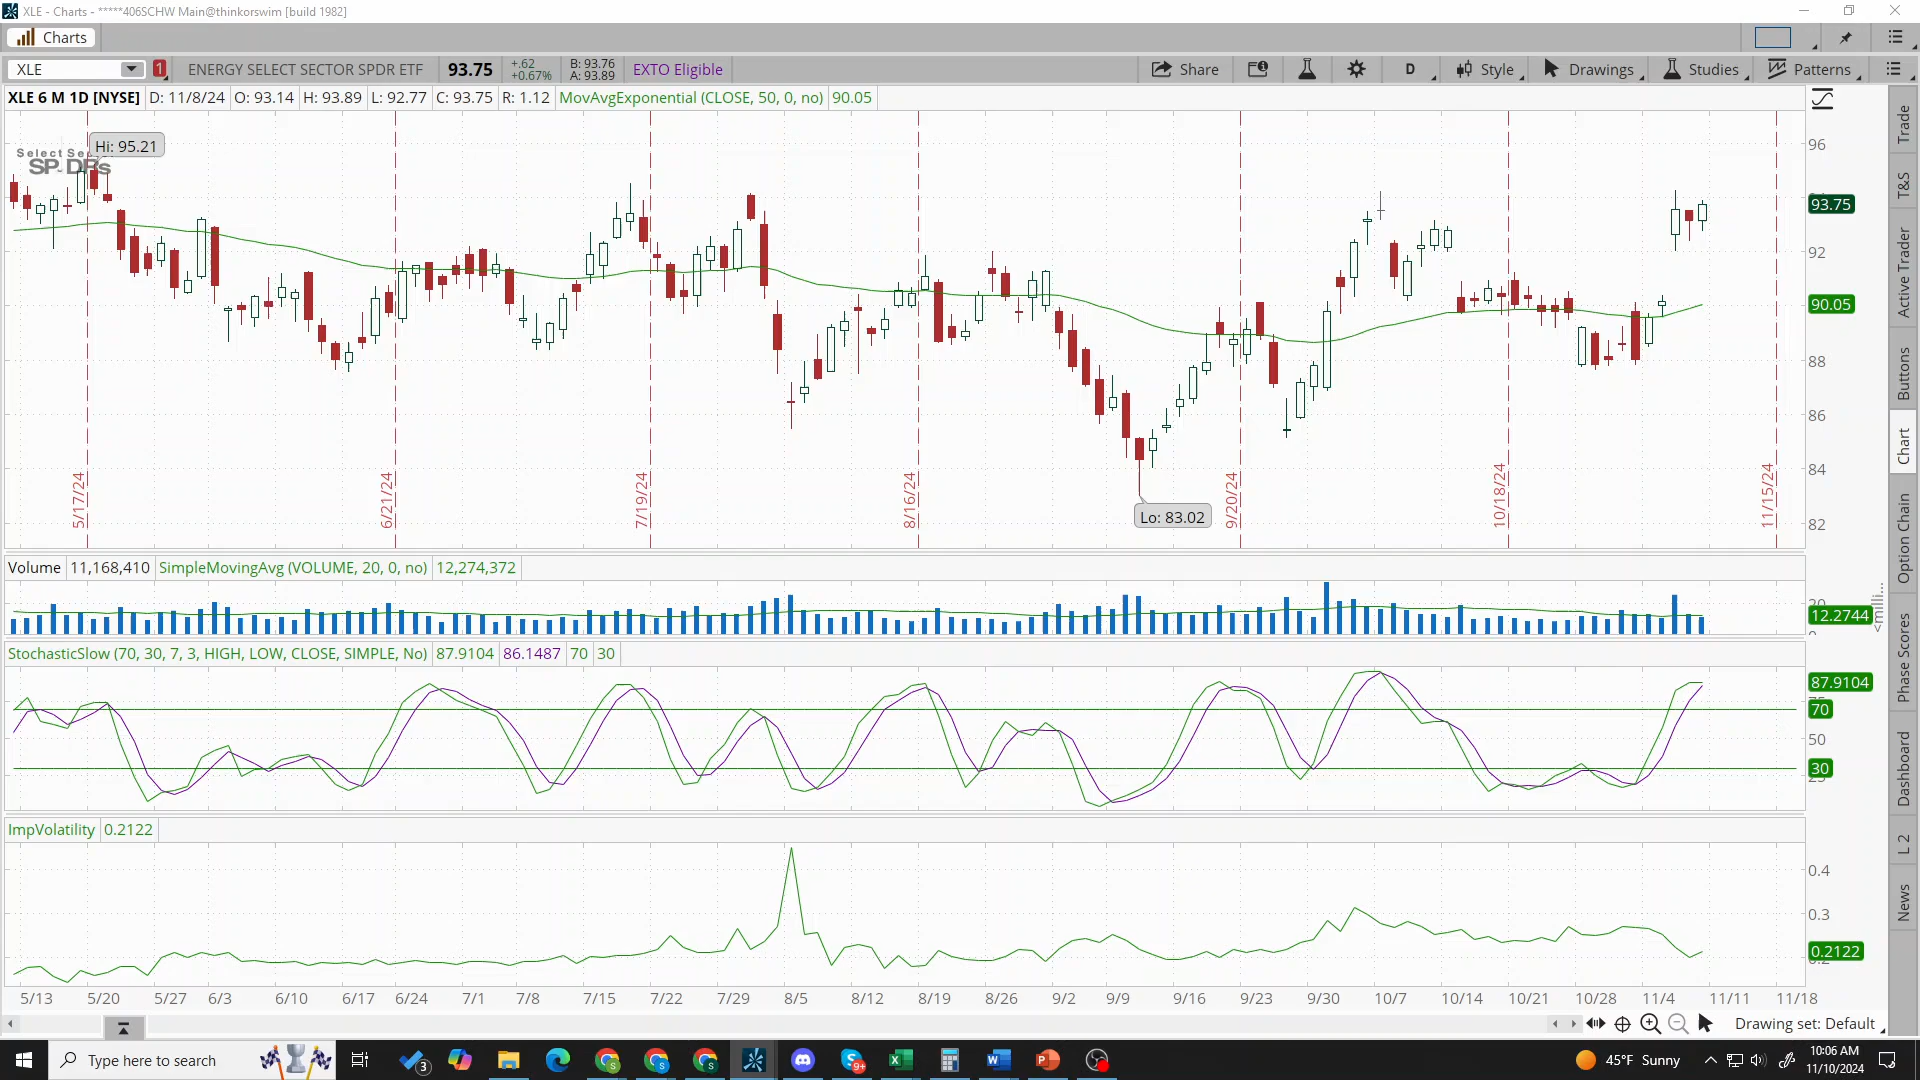 XLE - Charts - *****406SCHW Main@thinkorswim [build 1982]
Charts
XLE 1 ENERGY SELECT SECTOR SPDR ETF 93.75 +.62 +0.67% B: 93.76 A: 93.89 EXTO Eligible Share D Style Drawings Studies Patterns
XLE 6 M 1D [NYSE] D: 11/8/24 O: 93.14 H: 93.89 L: 92.77 C: 93.75 R: 1.12 MovAvgExponential (CLOSE, 50, 0, no) 90.05
Hi: 95.21
SPDRs
96
93.75
92
90.05
88
86
84
82
Lo: 83.02
5/17/24 6/21/24 7/19/24 8/16/24 9/20/24 10/18/24 11/15/24
Volume 11,168,410 SimpleMovingAvg (VOLUME, 20, 0, no) 12,274,372
12.2744
StochasticSlow (70, 30, 7, 3, HIGH, LOW, CLOSE, SIMPLE, No) 87.9104 86.1487 70 30
87.9104
70
50
30
ImpVolatility 0.2122
0.4
0.3
0.2122
5/13 5/20 5/27 6/3 6/10 6/17 6/24 7/1 7/8 7/15 7/22 7/29 8/5 8/12 8/19 8/26 9/2 9/9 9/16 9/23 9/30 10/7 10/14 10/21 10/28 11/4 11/11 11/18
Drawing set: Default
Trade
T&S
Active Trader
Buttons
Chart
Option Chain
Phase Scores
Dashboard
L 2
News
Type here to search
3
9+
45°F Sunny
10:06 AM
11/10/2024